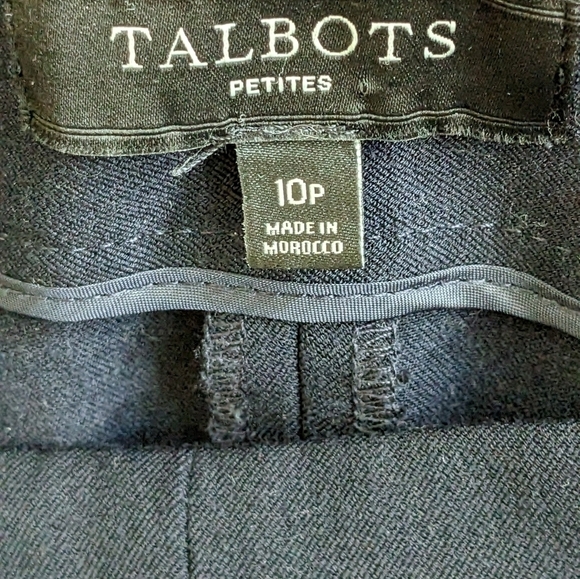 TALBOTS
PETITES
10P
MADE IN
MOROCCO